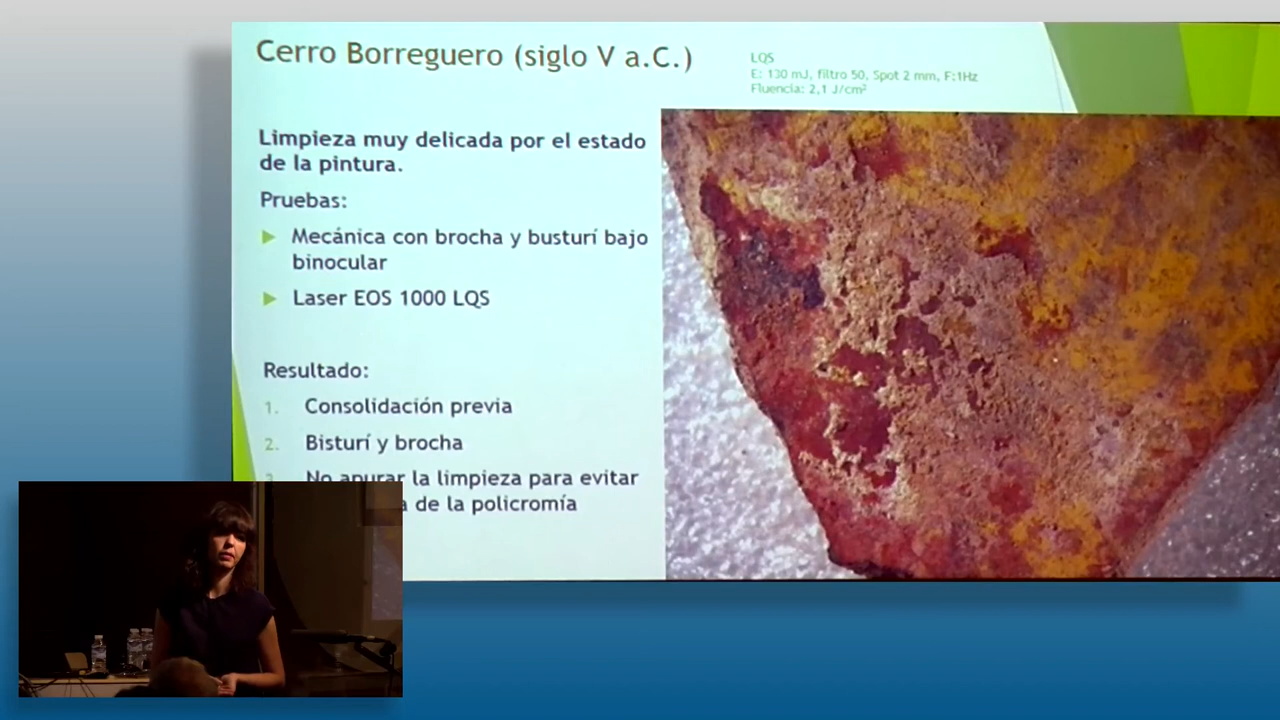 Cerro Borreguero (siglo V a.C.)
LQS
E: 130 mJ, filtro 50, Spot 2 mm, F:1Hz
Fluencia: 2,1 J/cm²
Limpieza muy delicada por el estado
de la pintura.
Pruebas:
Mecánica con brocha y busturí bajo
binocular
Laser EOS 1000 LQS
Resultado:
1. Consolidación previa
2. Bisturí y brocha
No apurar la limpieza para evitar
a de la policromía